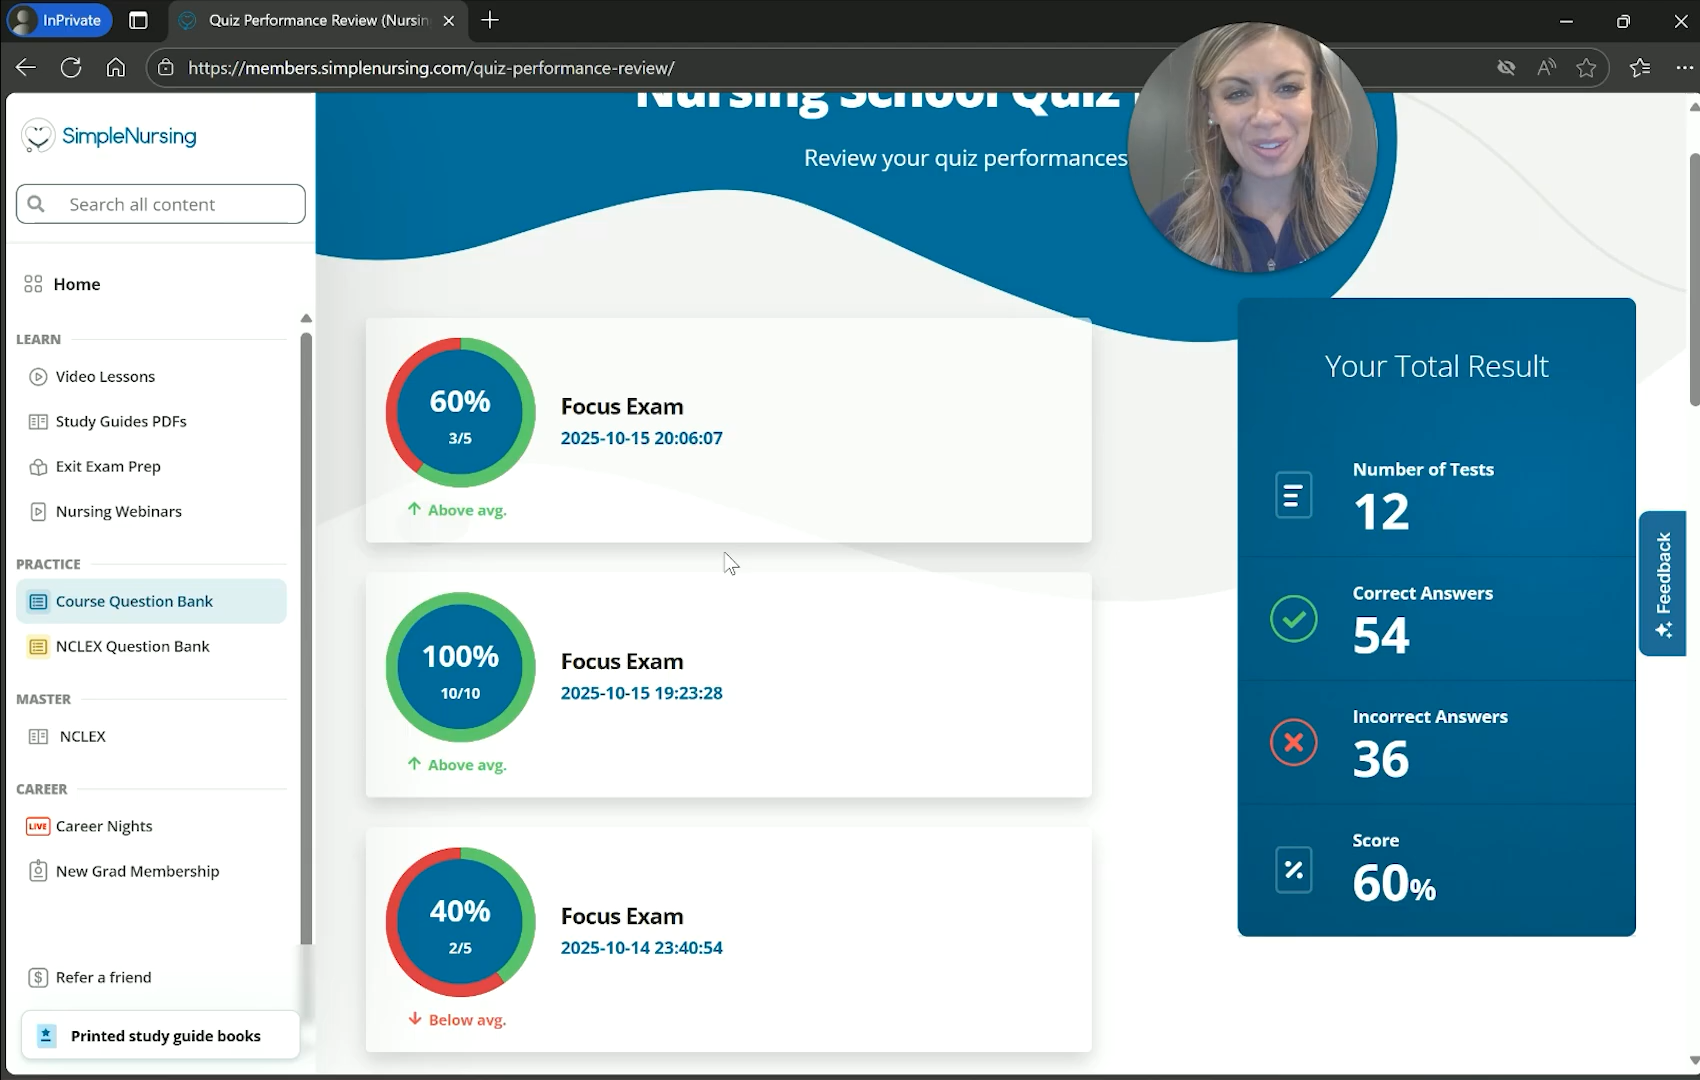 InPrivate
Quiz Performance Review (Nursin
https://members.simplenursing.com/quiz-performance-review/
SimpleNursing
Search all content
Home
LEARN
Video Lessons
Study Guides PDFs
Exit Exam Prep
Nursing Webinars
PRACTICE
Course Question Bank
NCLEX Question Bank
MASTER
NCLEX
CAREER
LIVE Career Nights
New Grad Membership
Refer a friend
Printed study guide books
Nursing School Quiz
Review your quiz performances
60%
3/5
Above avg.
Focus Exam
2025-10-15 20:06:07
100%
10/10
Above avg.
Focus Exam
2025-10-15 19:23:28
40%
2/5
Below avg.
Focus Exam
2025-10-14 23:40:54
Your Total Result
Number of Tests
12
Correct Answers
54
Incorrect Answers
36
Score
60%
Feedback